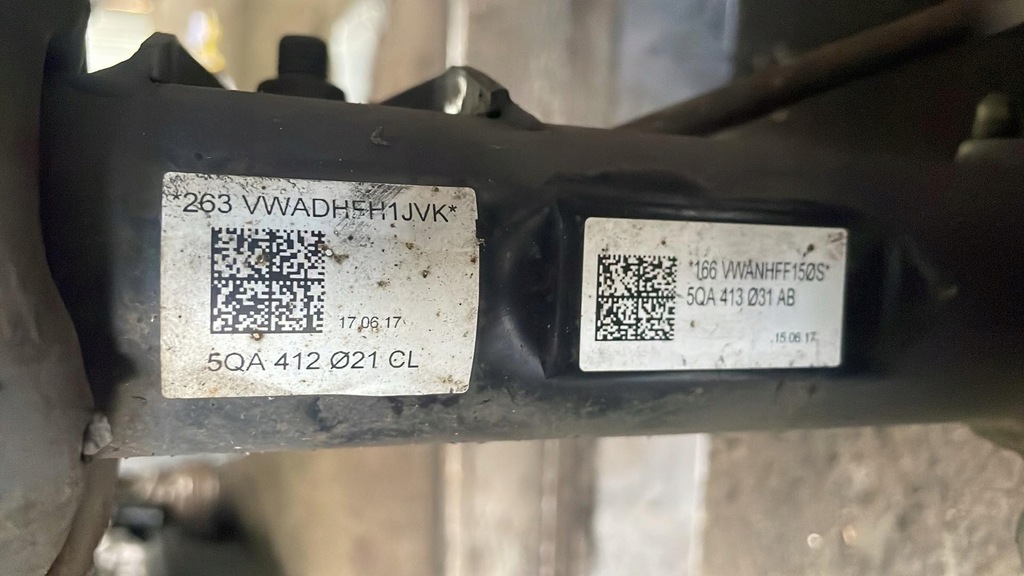 *263 VWADHFH1JVK*
17.06.17
5QA 412 Ø21 CL
*166 VWANHFF15ØS*
5QA 413 Ø31 AB
15.06.17